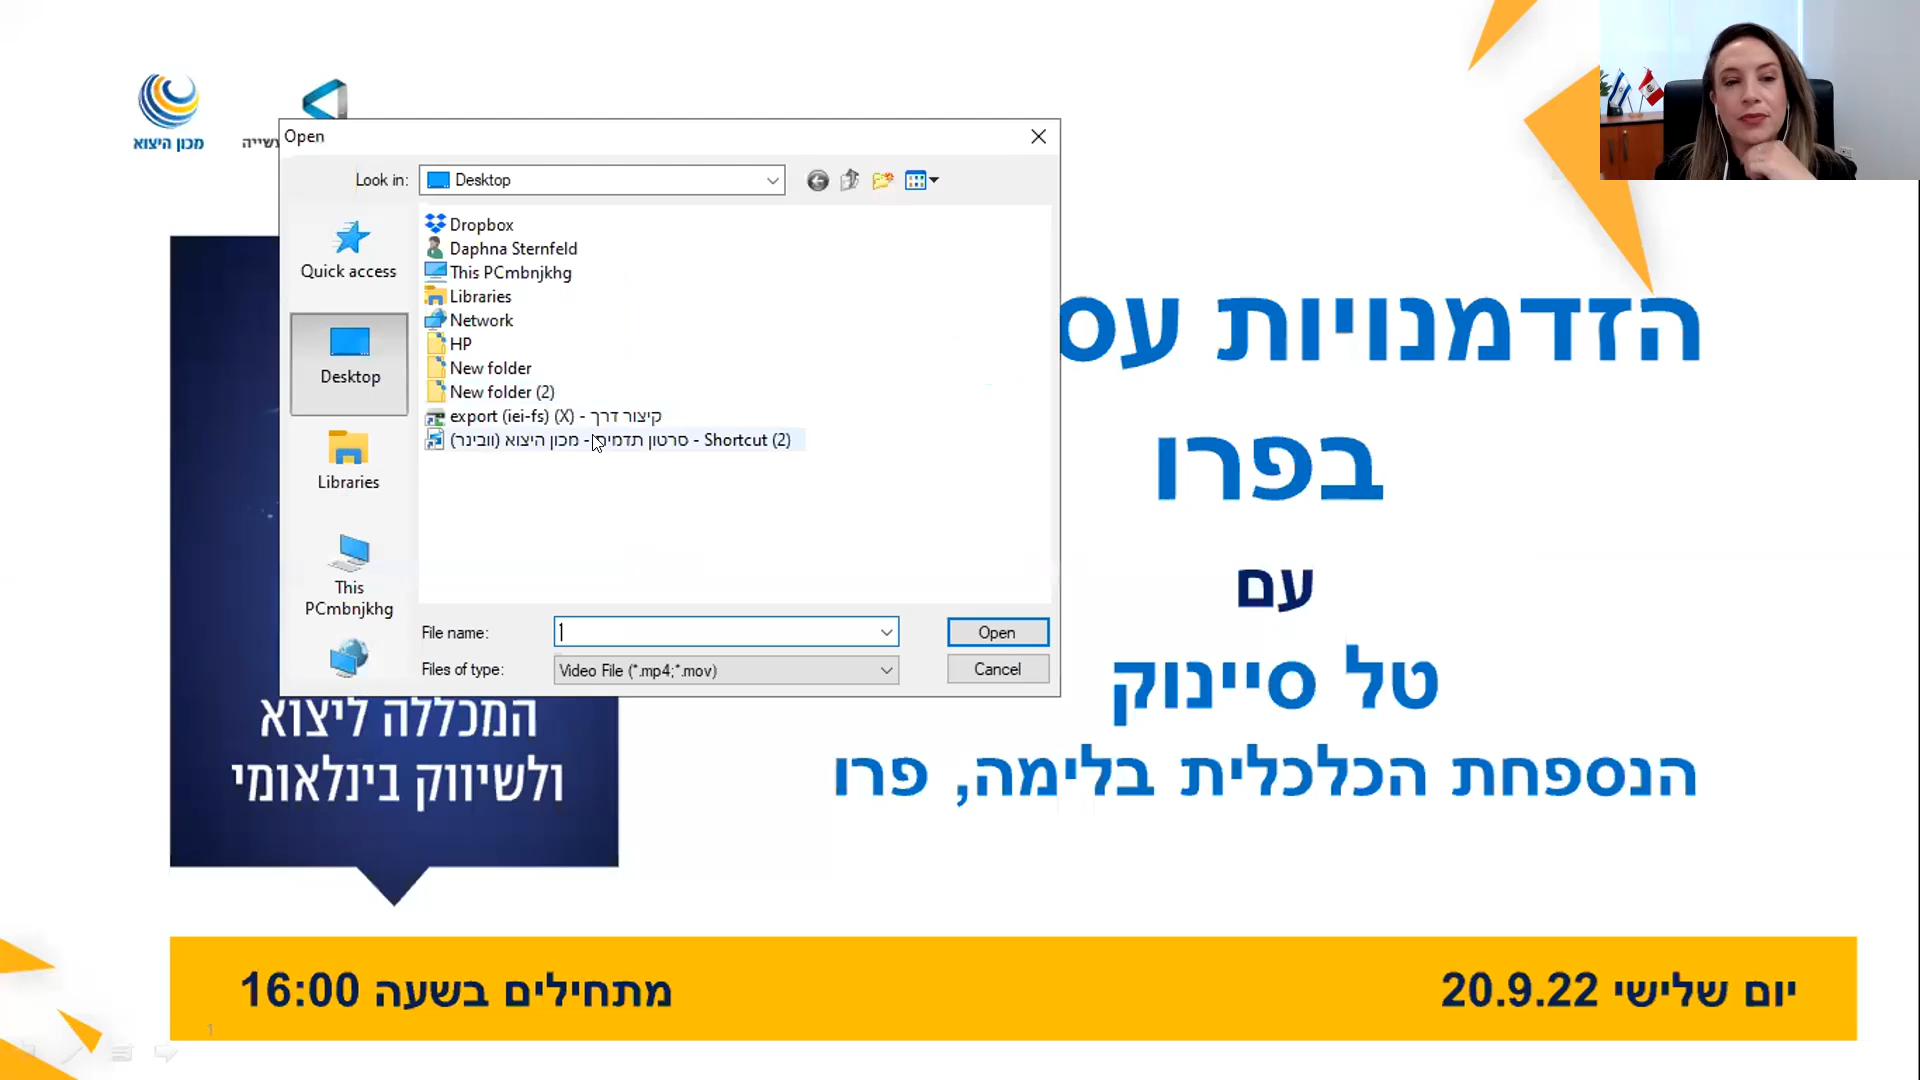 מכון היצוא
Open
Look in:
Desktop
Quick access
Desktop
Libraries
This
PCmbnjkhg
Dropbox
Daphna Sternfeld
This PCmbnjkhg
Libraries
Network
HP
New folder
New folder (2)
export (iei-fs) (X) - קיצור דרך
סרטון תדמית - מכון היצוא (וובינר) - Shortcut (2)
File name:
Open
Files of type:
Video File (*.mp4;*.mov)
Cancel
הזדמנויות
בפרו
עם
טל סיינוק
הנספחת הכלכלית בלימה, פרו
המכללה ליצוא
ולשיווק בינלאומי
יום שלישי 20.9.22
מתחילים בשעה 16:00
1